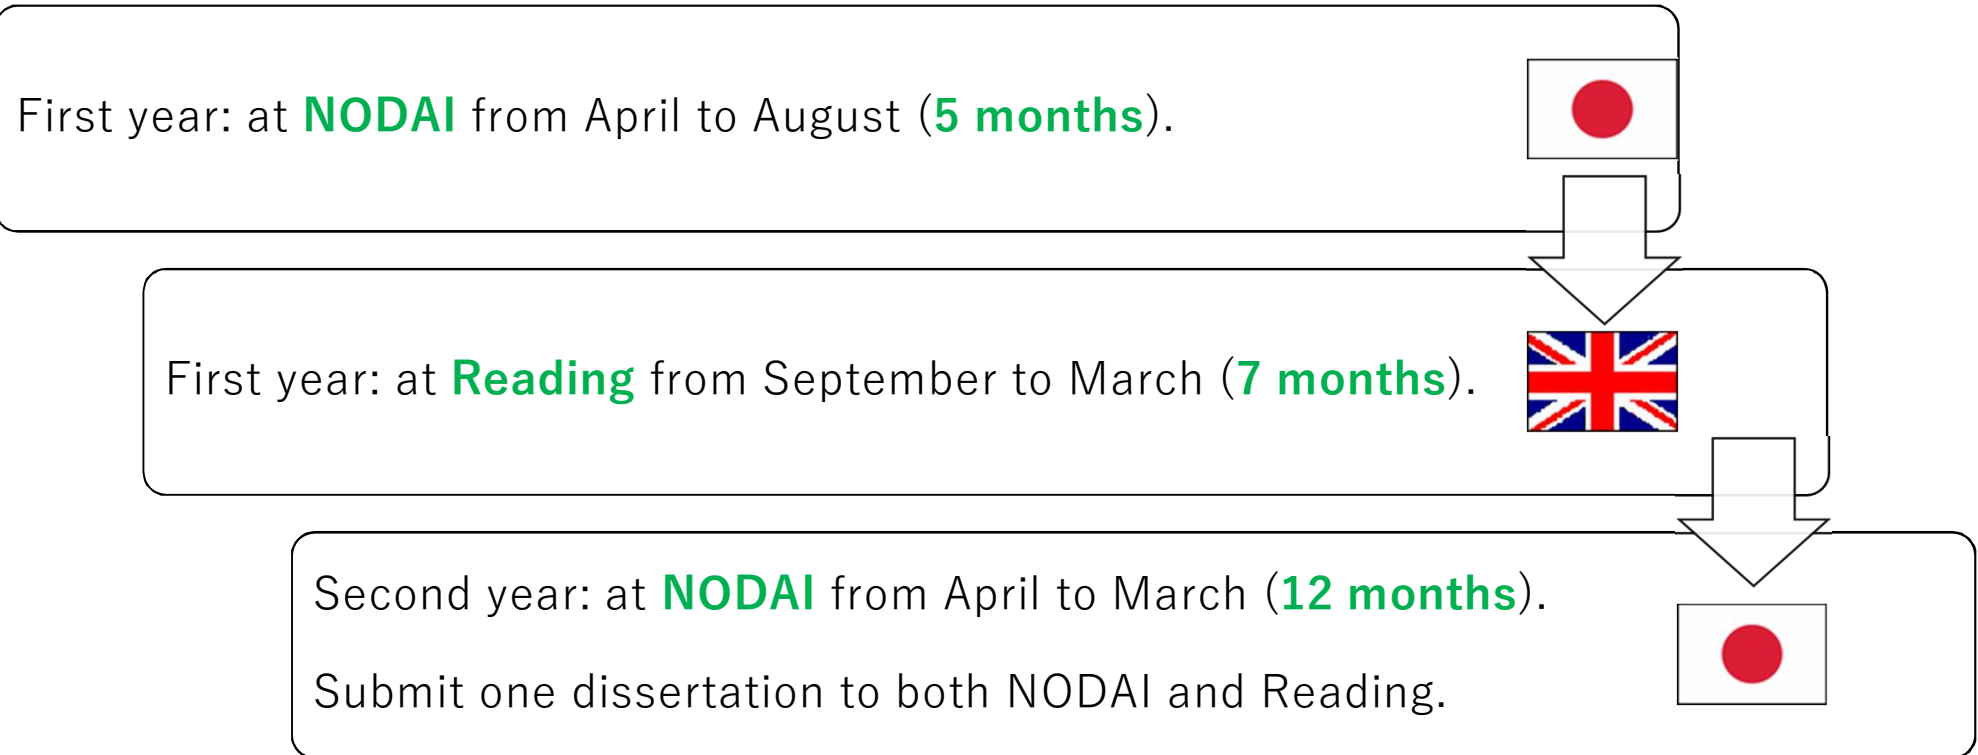 First year: at NODAI from April to August (5 months).
First year: at Reading from September to March (7 months).
Second year: at NODAI from April to March (12 months).
Submit one dissertation to both NODAI and Reading.